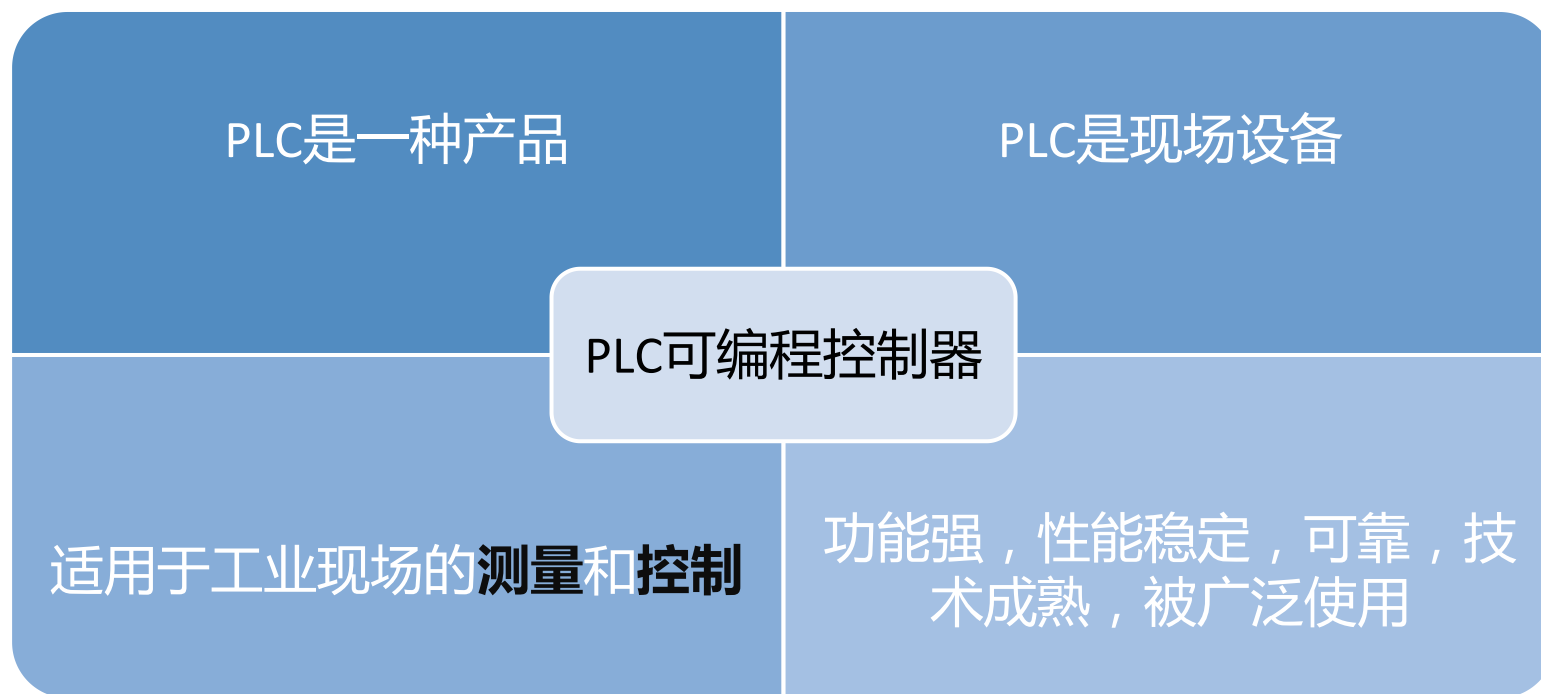 PLC是一种产品
PLC是现场设备
PLC可编程控制器
适用于工业现场的测量和控制
功能强，性能稳定，可靠，技
术成熟，被广泛使用